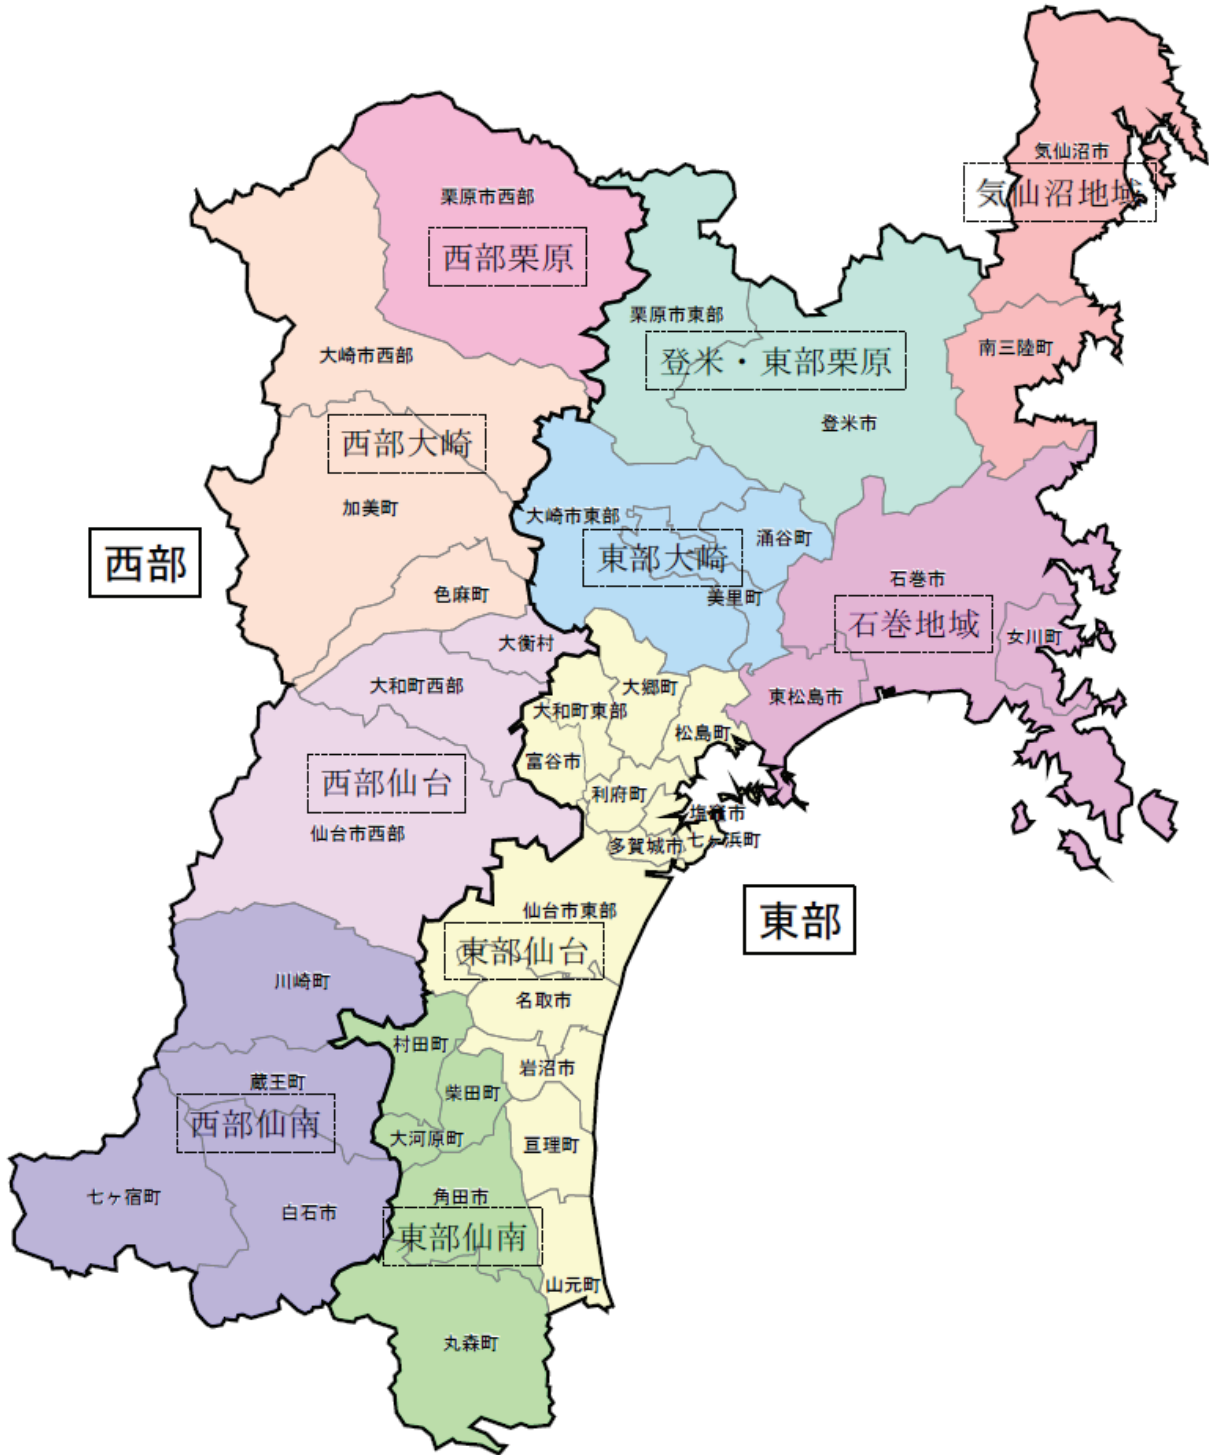 気仙沼市
気仙沼地域
栗原市西部
西部栗原
栗原市東部
登米・東部栗原
南三陸町
大崎市西部
登米市
西部大崎
加美町
大崎市東部
涌谷町
東部大崎
西部
石巻市
色麻町
美里町
石巻地域
女川町
大衡村
大和町西部
大郷町
東松島市
大和町東部
松島町
富谷市
西部仙台
利府町
塩竈市
仙台市西部
多賀城市
七ヶ浜町
仙台市東部
東部
東部仙台
川崎町
名取市
村田町
岩沼市
蔵王町
柴田町
西部仙南
大河原町
亘理町
七ヶ宿町
角田市
白石市
東部仙南
山元町
丸森町